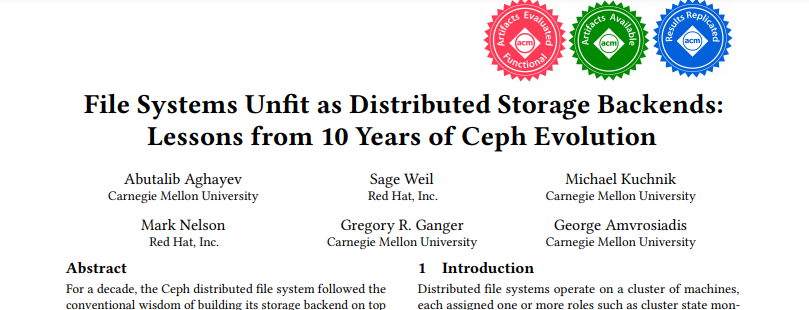 Artifacts Evaluated
acm
Functional
Artifacts Available
acm
Results Replicated
acm
File Systems Unfit as Distributed Storage Backends:
Lessons from 10 Years of Ceph Evolution
Abutalib Aghayev
Carnegie Mellon University
Sage Weil
Red Hat, Inc.
Michael Kuchnik
Carnegie Mellon University
Mark Nelson
Red Hat, Inc.
Gregory R. Ganger
Carnegie Mellon University
George Amvrosiadis
Carnegie Mellon University
Abstract
For a decade, the Ceph distributed file system followed the
conventional wisdom of building its storage backend on top
1 Introduction
Distributed file systems operate on a cluster of machines,
each assigned one or more roles such as cluster state mon-